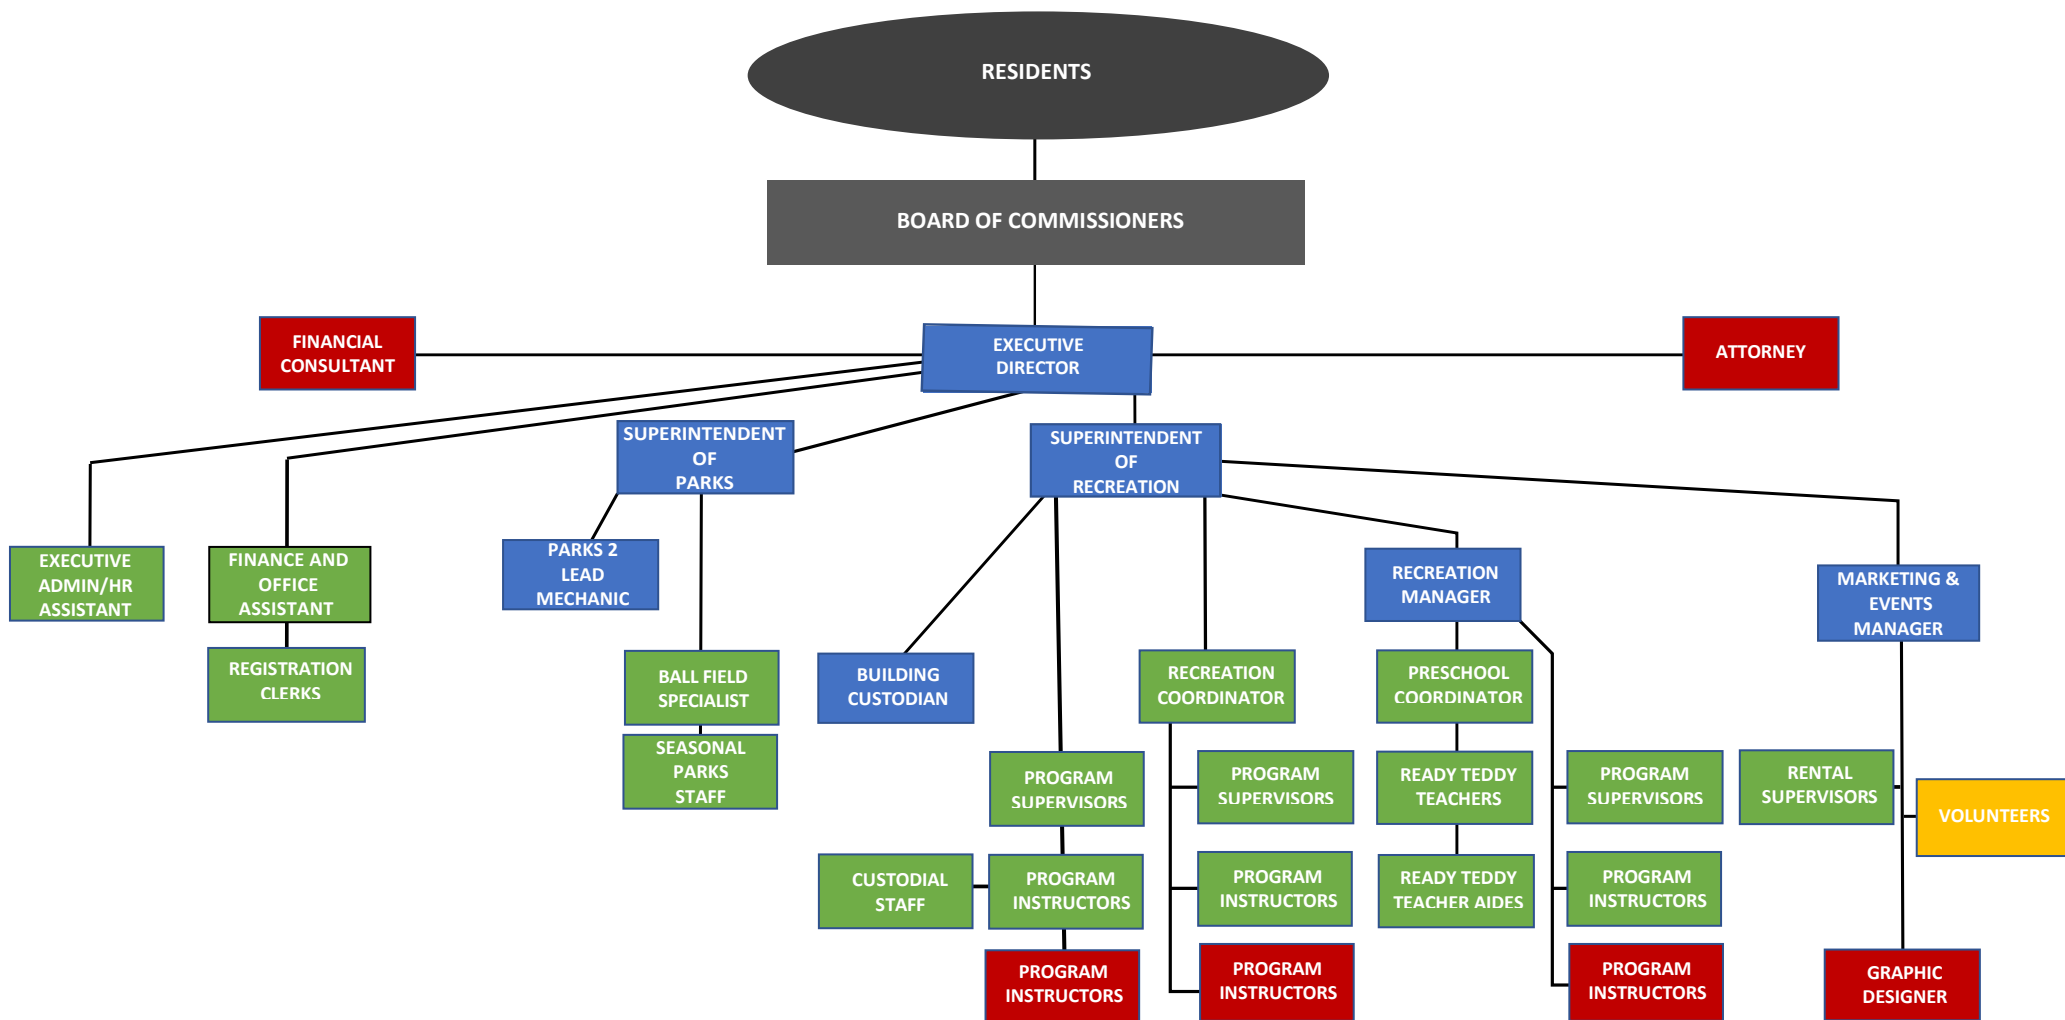 RESIDENTS
BOARD OF COMMISSIONERS
FINANCIAL
CONSULTANT
EXECUTIVE
DIRECTOR
ATTORNEY
SUPERINTENDENT
OF
PARKS
SUPERINTENDENT
OF
RECREATION
EXECUTIVE
ADMIN/HR
ASSISTANT
FINANCE AND
OFFICE
ASSISTANT
PARKS 2
LEAD
MECHANIC
RECREATION
MANAGER
MARKETING &
EVENTS
MANAGER
REGISTRATION
CLERKS
BALL FIELD
SPECIALIST
BUILDING
CUSTODIAN
RECREATION
COORDINATOR
PRESCHOOL
COORDINATOR
SEASONAL
PARKS
STAFF
PROGRAM
SUPERVISORS
PROGRAM
SUPERVISORS
READY TEDDY
TEACHERS
PROGRAM
SUPERVISORS
RENTAL
SUPERVISORS
VOLUNTEERS
CUSTODIAL
STAFF
PROGRAM
INSTRUCTORS
PROGRAM
INSTRUCTORS
READY TEDDY
TEACHER AIDES
PROGRAM
INSTRUCTORS
PROGRAM
INSTRUCTORS
PROGRAM
INSTRUCTORS
PROGRAM
INSTRUCTORS
GRAPHIC
DESIGNER